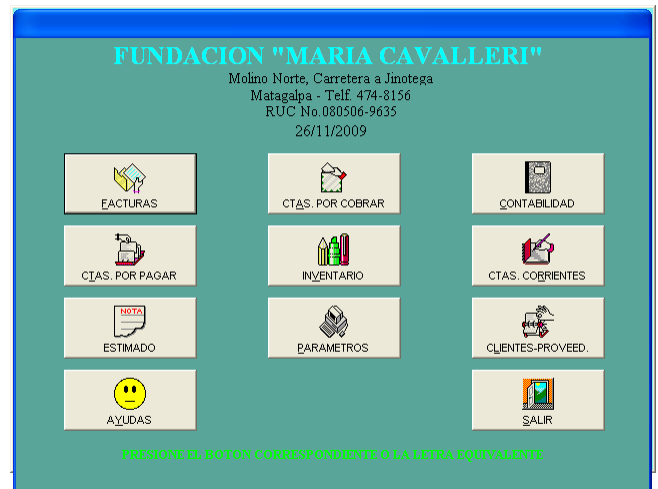 FUNDACION "MARIA CAVALLERI"
Molino Norte, Carretera a Jinotega
Matagalpa - Telf. 474-8156
RUC No.080506-9635
26/11/2009
FACTURAS
CTAS. POR COBRAR
CONTABILIDAD
CTAS. POR PAGAR
INVENTARIO
CTAS. CORRIENTES
NOTA
ESTIMADO
PARAMETROS
CLIENTES-PROVEED.
AYUDAS
SALIR
PRESIONE EL BOTON CORRESPONDIENTE O LA LETRA EQUIVALENTE